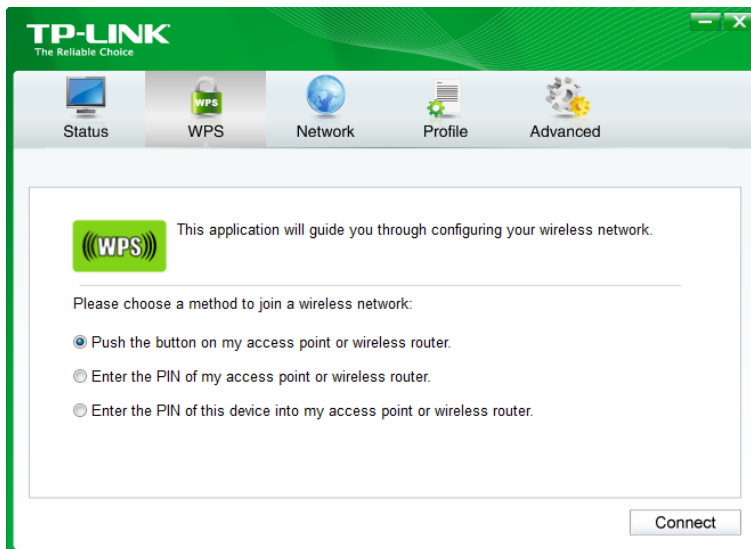 TP-LINK
The Reliable Choice
Status
WPS
WPS
Network
Profile
Advanced
(((WPS)))
This application will guide you through configuring your wireless network.
Please choose a method to join a wireless network:
Push the button on my access point or wireless router.
Enter the PIN of my access point or wireless router.
Enter the PIN of this device into my access point or wireless router.
Connect